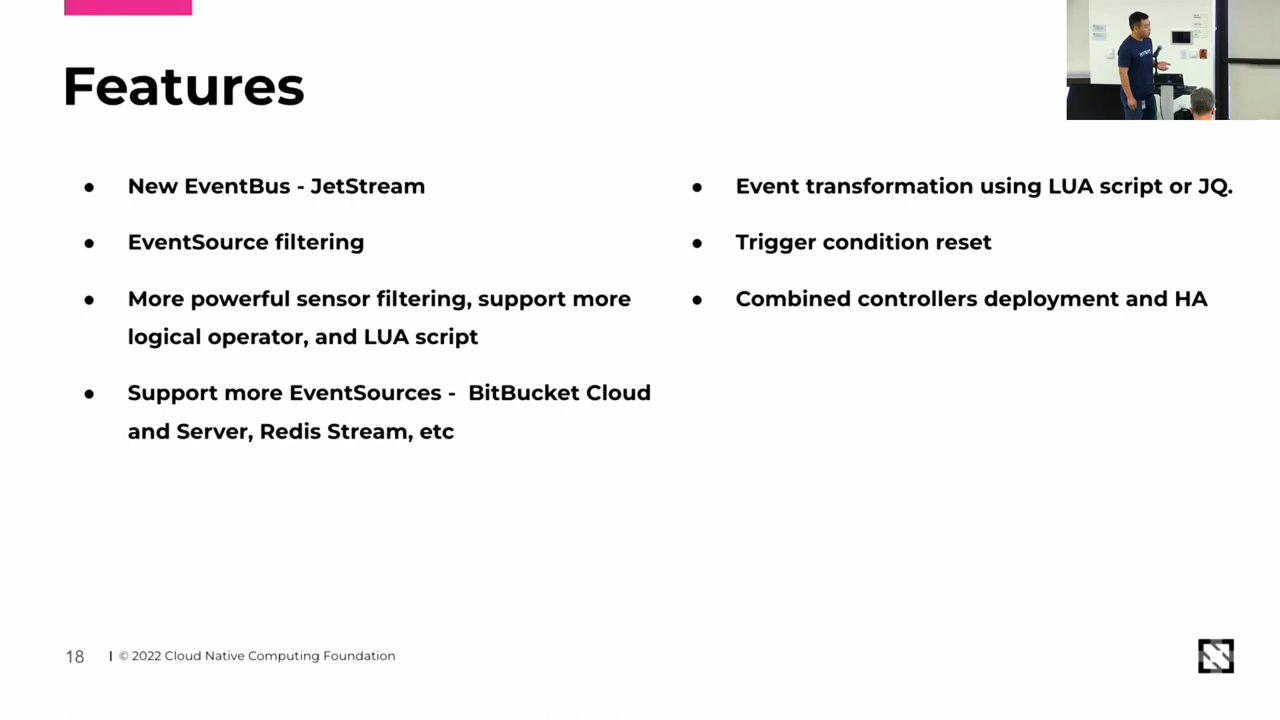 Features
● New EventBus - JetStream
● EventSource filtering
● More powerful sensor filtering, support more
logical operator, and LUA script
● Support more EventSources -  BitBucket Cloud
and Server, Redis Stream, etc
● Event transformation using LUA script or JQ.
● Trigger condition reset
● Combined controllers deployment and HA
18 | © 2022 Cloud Native Computing Foundation